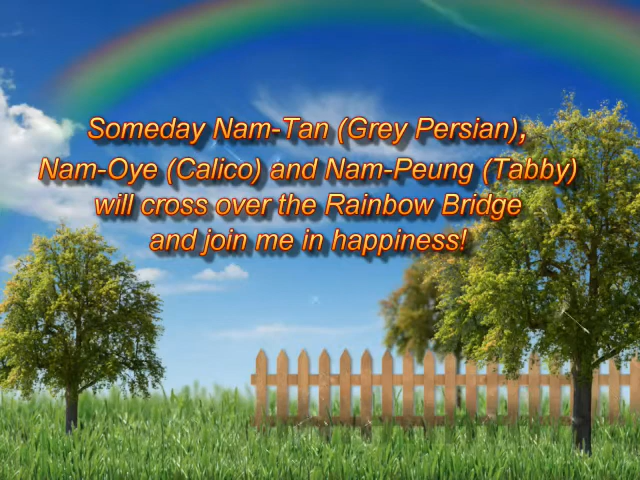 Someday Nam-Tan (Grey Persian),
Nam-Oye (Calico) and Nam-Peung (Tabby)
will cross over the Rainbow Bridge
and join me in happiness!